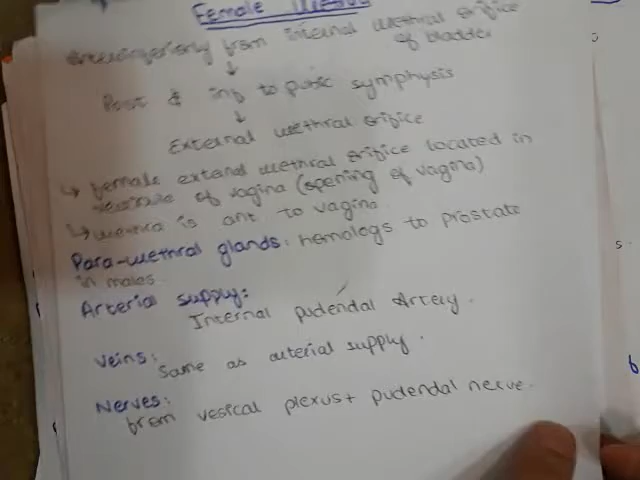 Female Urethra
Anteroinferiorly from internal urethral orifice
of bladder
↓
Post & inf to pubic symphysis
↓
External urethral orifice
↳ Female extenal urethral orifice located in
vestibule of vagina (opening of vagina)
↳ urethra is ant to vagina
Para-urethral glands: homologs to prostate
in males.
Arterial supply:
Internal pudendal Artery.
Veins:
Same as arterial supply.
Nerves:
from vesical plexus + pudendal nerve.